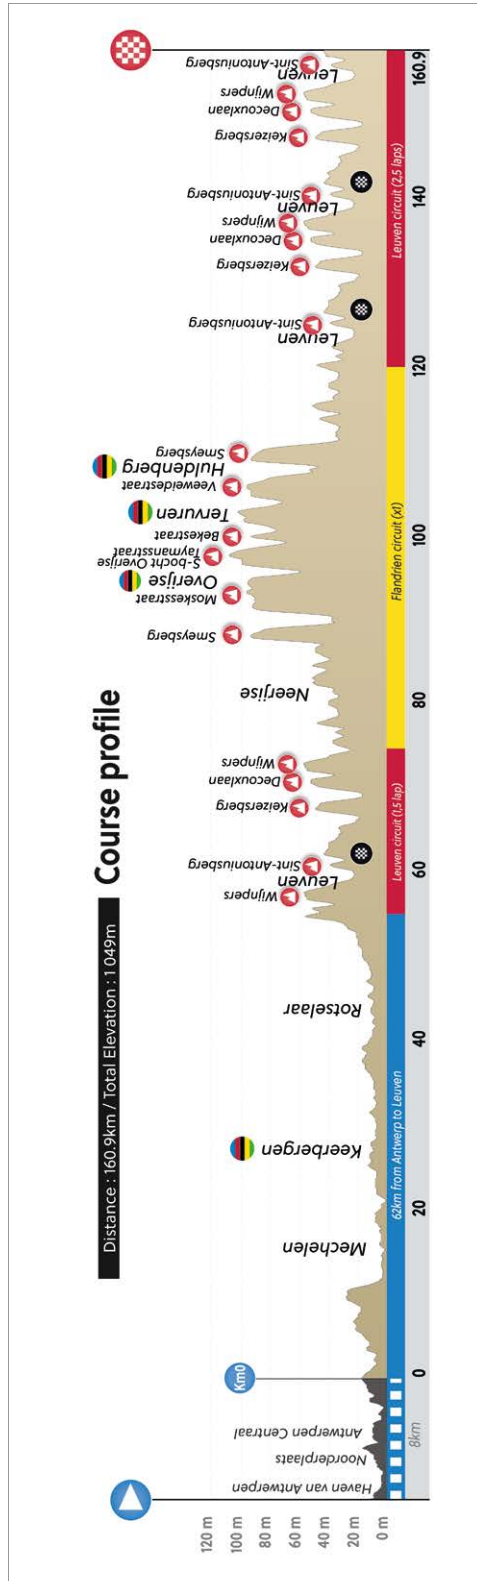 Course profile
Distance : 160.9km / Total Elevation : 1 049m
120 m
100 m
80 m
60 m
40 m
20 m
0 m
Haven van Antwerpen
Noorderplaats
Antwerpen Centraal
Km0
Mechelen
Keerbergen
Rotselaar
Wijnpers
Leuven
Sint-Antoniusberg
Keizersberg
Decouxlaan
Wijnpers
Neerijse
Smeysberg
Moskesstraat
Overijse
S-bocht Overijse
Taymansstraat
Bekestraat
Tervuren
Veeweidestraat
Huldenberg
Smeysberg
Leuven
Sint-Antoniusberg
Keizersberg
Decouxlaan
Wijnpers
Leuven
Sint-Antoniusberg
Keizersberg
Decouxlaan
Wijnpers
Leuven
Sint-Antoniusberg
62km from Antwerp to Leuven
Leuven circuit (1,5 lap)
Flandrien circuit (x1)
Leuven circuit (2,5 laps)
8km
0
20
40
60
80
100
120
140
160.9